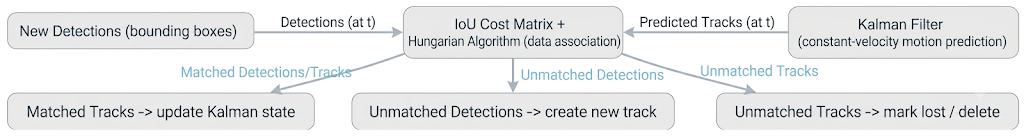 New Detections (bounding boxes)
Detections (at t)
IoU Cost Matrix +
Hungarian Algorithm (data association)
Predicted Tracks (at t)
Kalman Filter
(constant-velocity motion prediction)
Matched Detections/Tracks
Unmatched Detections
Unmatched Tracks
Matched Tracks -> update Kalman state
Unmatched Detections -> create new track
Unmatched Tracks -> mark lost / delete